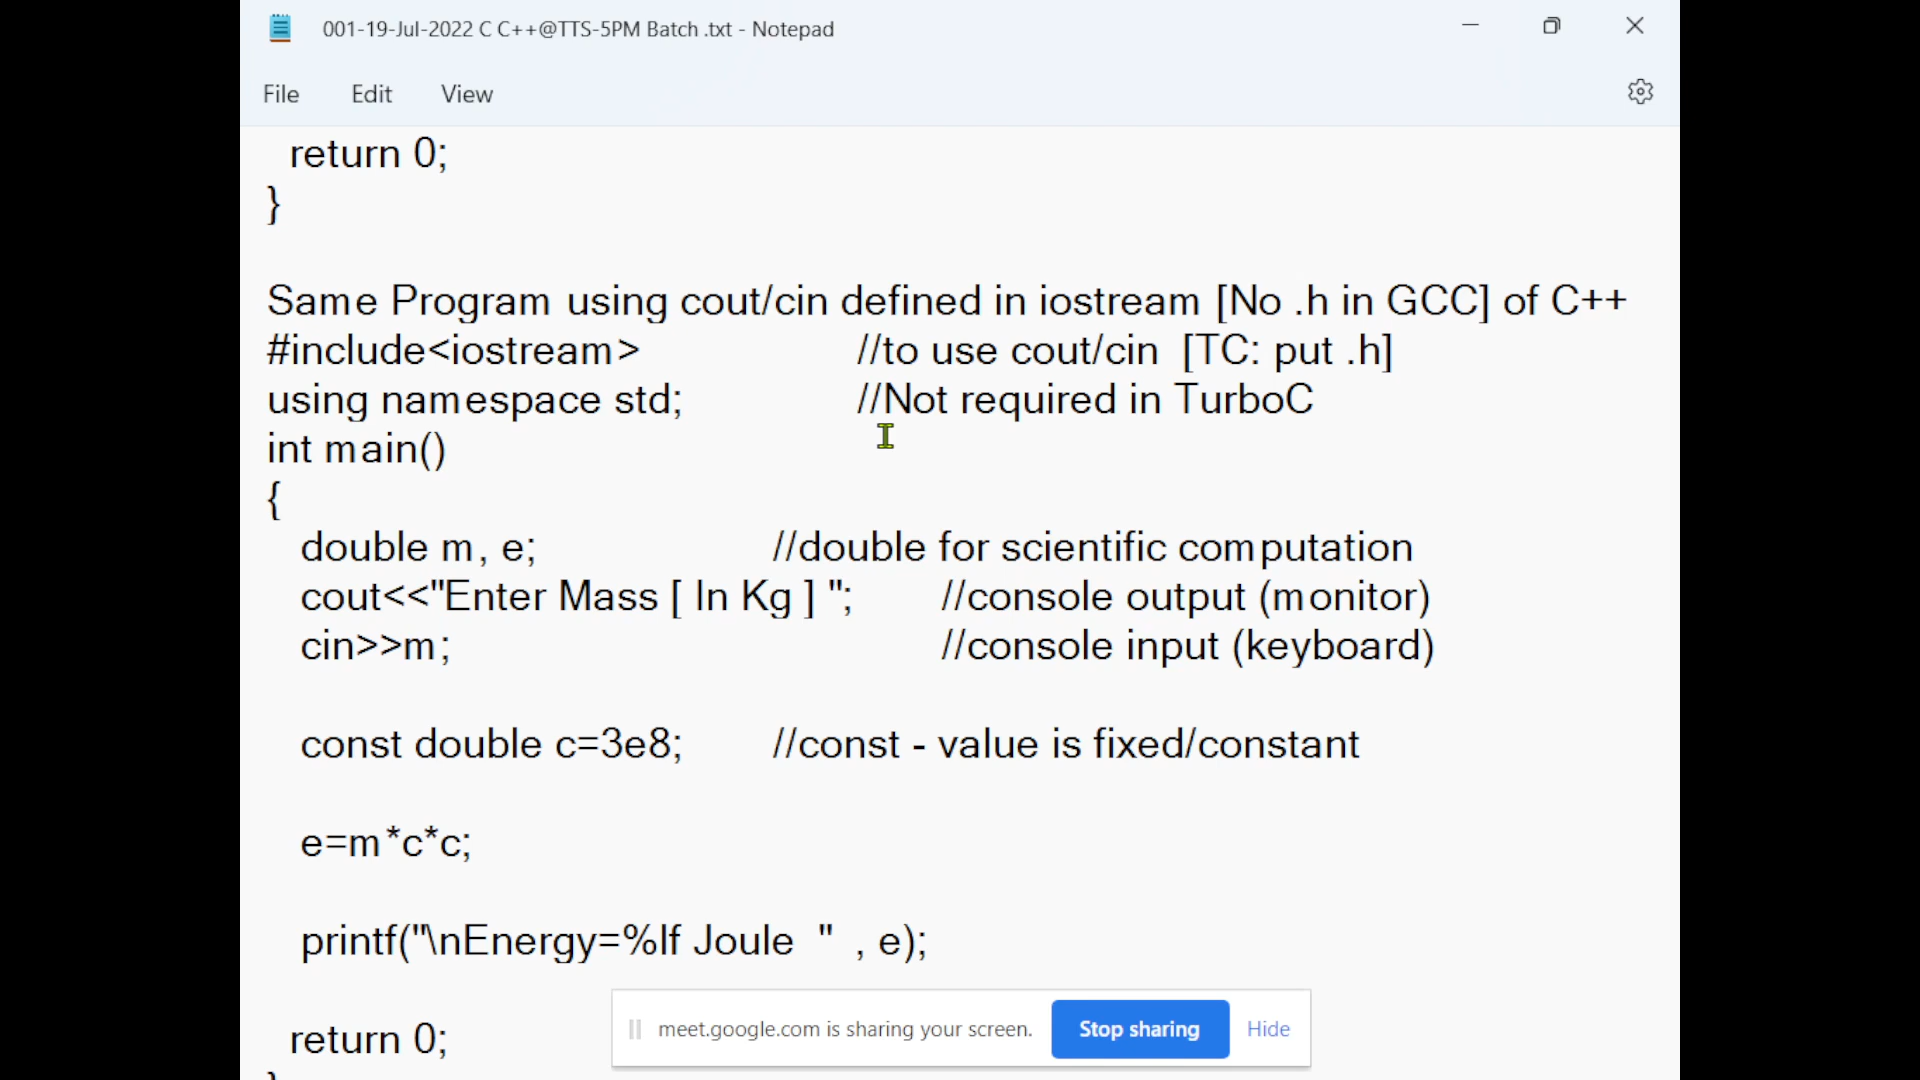 001-19-Jul-2022 C C++@TTS-5PM Batch .txt - Notepad
File Edit View
return 0;
}
Same Program using cout/cin defined in iostream [No .h in GCC] of C++
#include<iostream> //to use cout/cin [TC: put .h]
using namespace std; //Not required in TurboC
int main()
{
double m, e; //double for scientific computation
cout<<"Enter Mass [ In Kg ] "; //console output (monitor)
cin>>m; //console input (keyboard)
const double c=3e8; //const - value is fixed/constant
e=m*c*c;
printf("\nEnergy=%lf Joule " , e);
return 0;
meet.google.com is sharing your screen. Stop sharing Hide